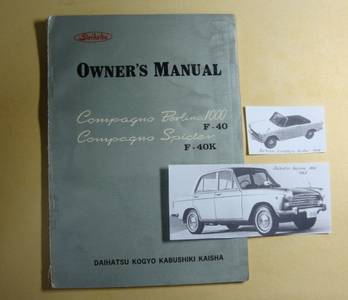 Daihatsu
OWNER'S MANUAL
Compagno Berlina 1000
F-40
Compagno Spider
F-40K
DAIHATSU KOGYO KABUSHIKI KAISHA